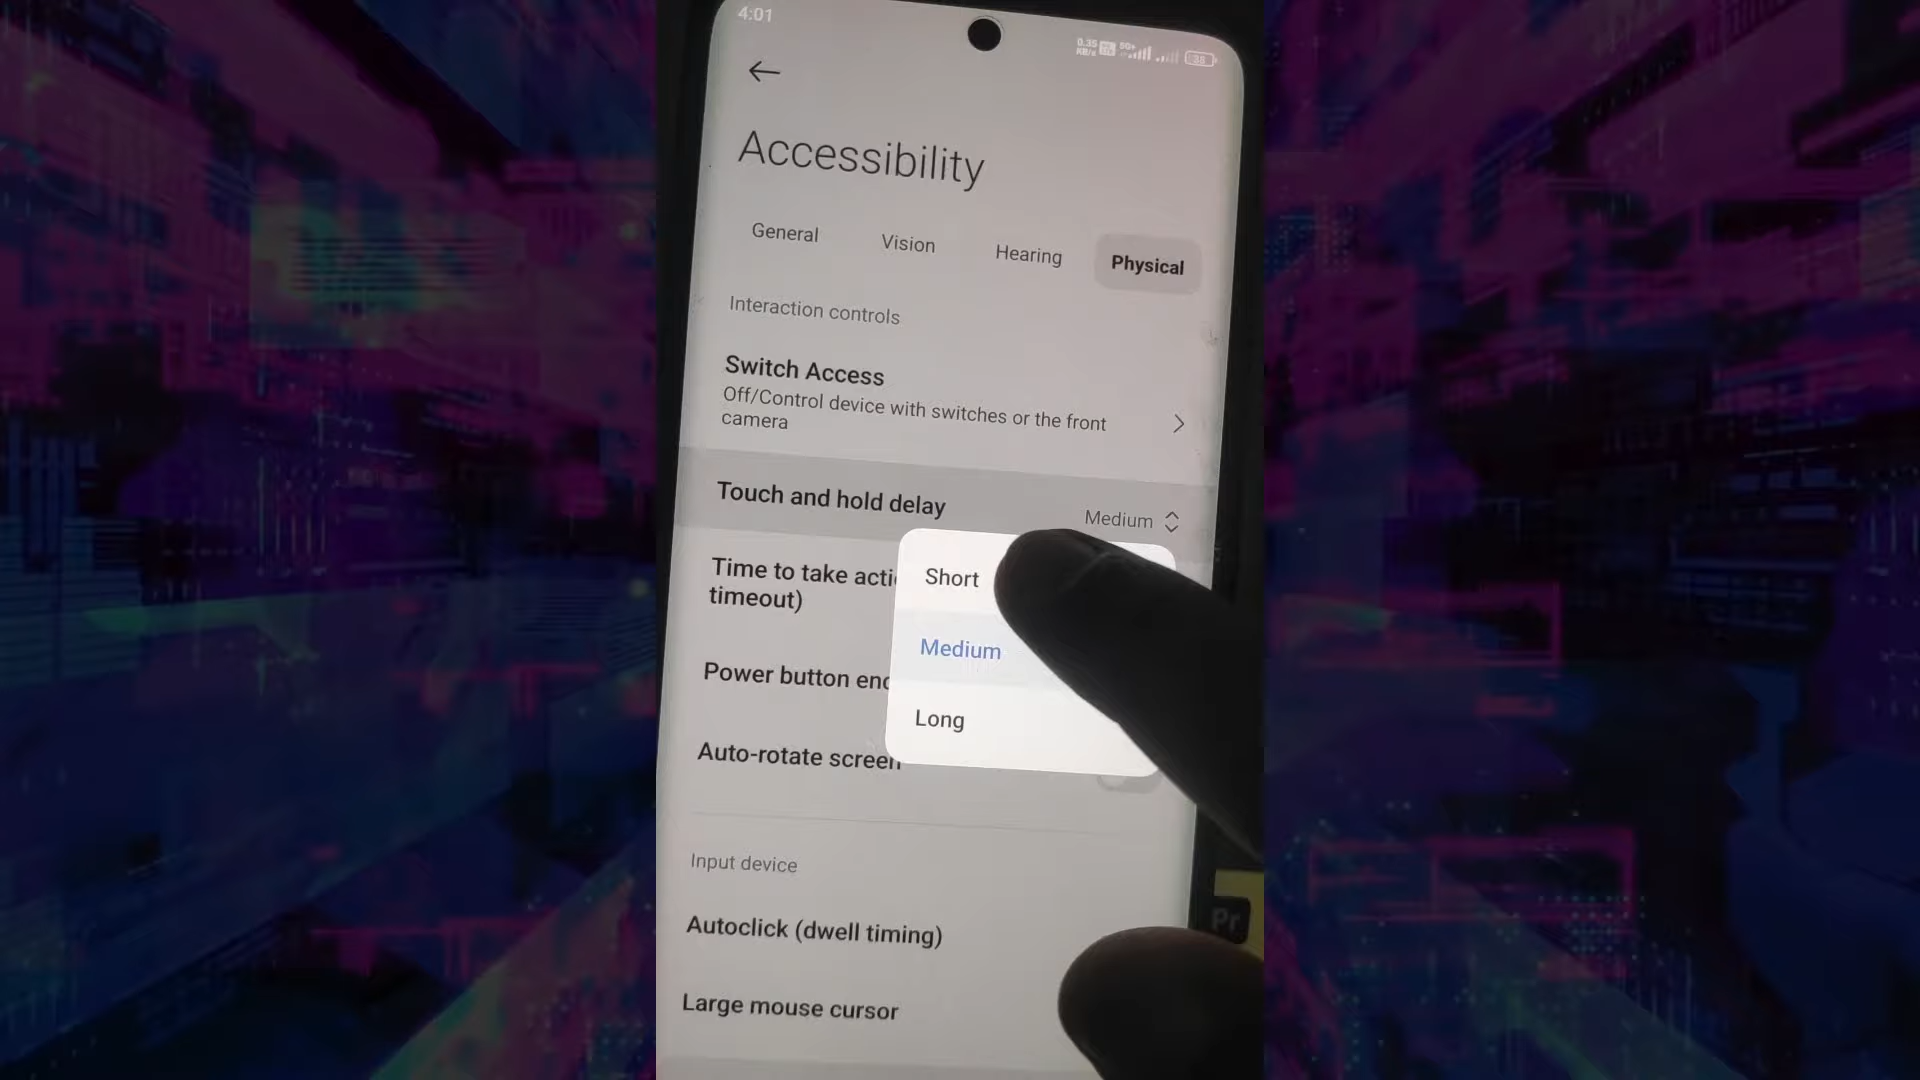 4:01
Accessibility
General Vision Hearing Physical
Interaction controls
Switch Access
Off/Control device with switches or the front
camera
Touch and hold delay Medium
Short
Time to take acti
timeout)
Medium
Power button end
Long
Auto-rotate screen
Input device
Autoclick (dwell timing)
Pr
Large mouse cursor